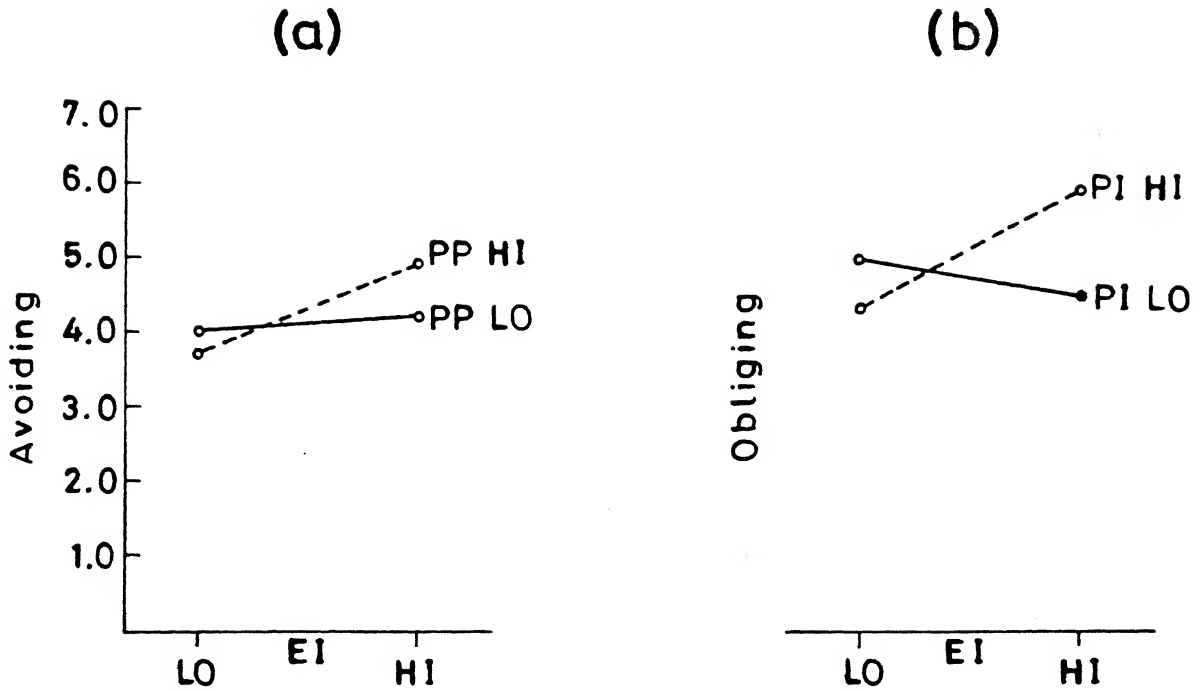 (a)
7.0
6.0
5.0
4.0
3.0
2.0
1.0
Avoiding
PP HI
PP LO
LO
EI
HI
(b)
Obliging
PI HI
PI LO
LO
EI
HI